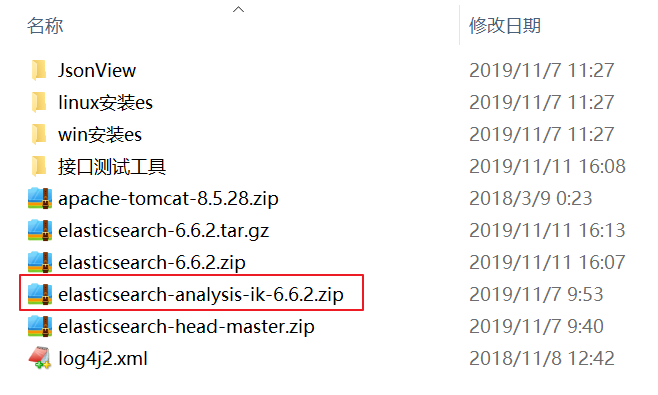 名称 修改日期
JsonView 2019/11/7 11:27
linux安装es 2019/11/7 11:27
win安装es 2019/11/7 11:27
接口测试工具 2019/11/11 16:08
apache-tomcat-8.5.28.zip 2018/3/9 0:23
elasticsearch-6.6.2.tar.gz 2019/11/11 16:13
elasticsearch-6.6.2.zip 2019/11/11 16:07
elasticsearch-analysis-ik-6.6.2.zip 2019/11/7 9:53
elasticsearch-head-master.zip 2019/11/7 9:40
log4j2.xml 2018/11/8 12:42